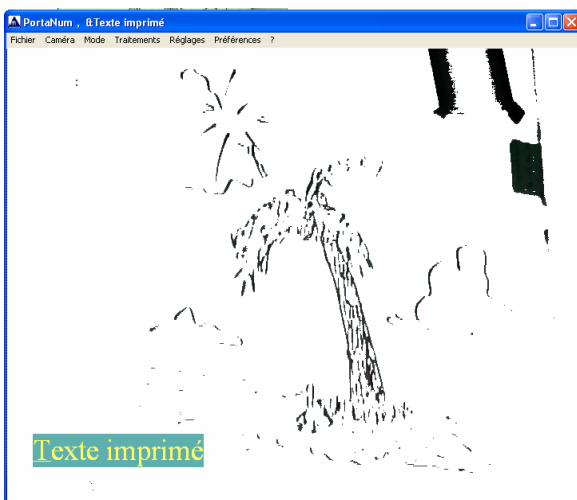 PortaNum , &Texte imprimé
Fichier Caméra Mode Traitements Réglages Préférences ?
Texte imprimé